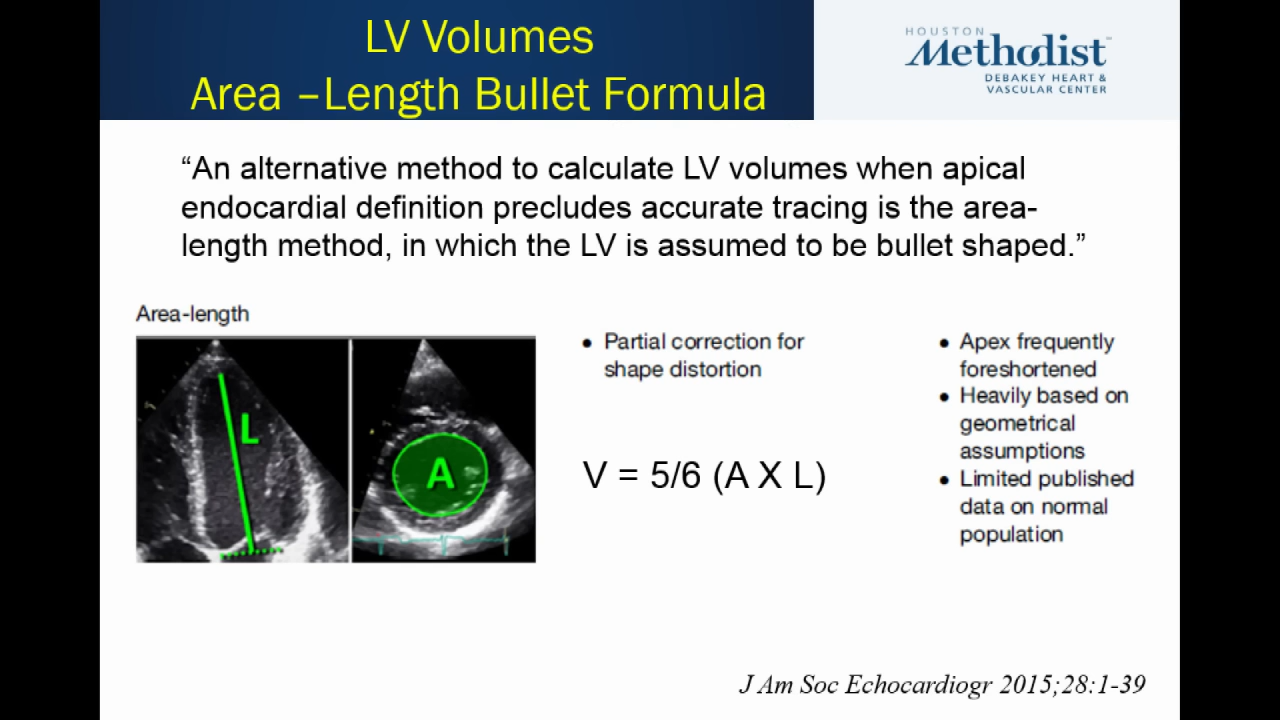 LV Volumes
Area –Length Bullet Formula
HOUSTON
Methodist
DEBAKEY HEART &
VASCULAR CENTER
“An alternative method to calculate LV volumes when apical
endocardial definition precludes accurate tracing is the area-
length method, in which the LV is assumed to be bullet shaped.”
Area-length
L
A
• Partial correction for
shape distortion
V = 5/6 (A X L)
• Apex frequently
foreshortened
• Heavily based on
geometrical
assumptions
• Limited published
data on normal
population
J Am Soc Echocardiogr 2015;28:1-39